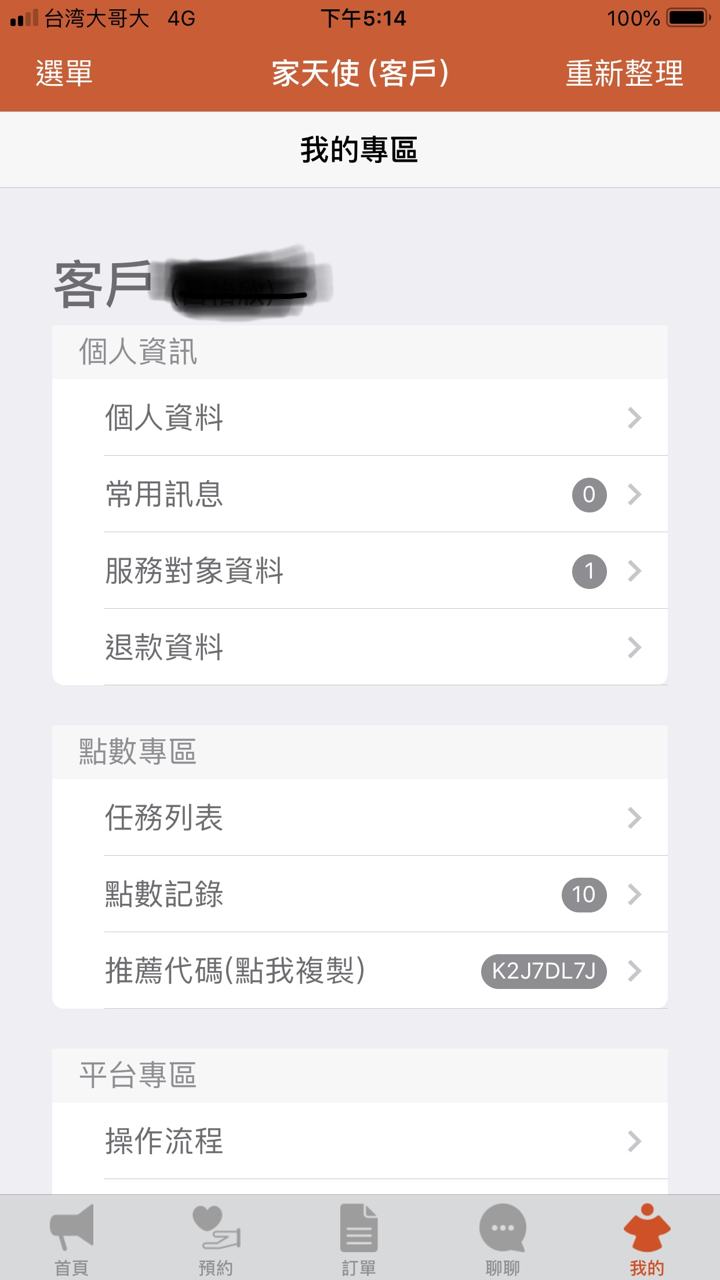 台湾大哥大 4G 下午5:14 100%
選單 家天使 (客戶) 重新整理
我的專區
客戶
個人資訊
個人資料
常用訊息 0
服務對象資料 1
退款資料
點數專區
任務列表
點數記錄 10
推薦代碼(點我複製) K2J7DL7J
平台專區
操作流程
首頁 預約 訂單 聊聊 我的